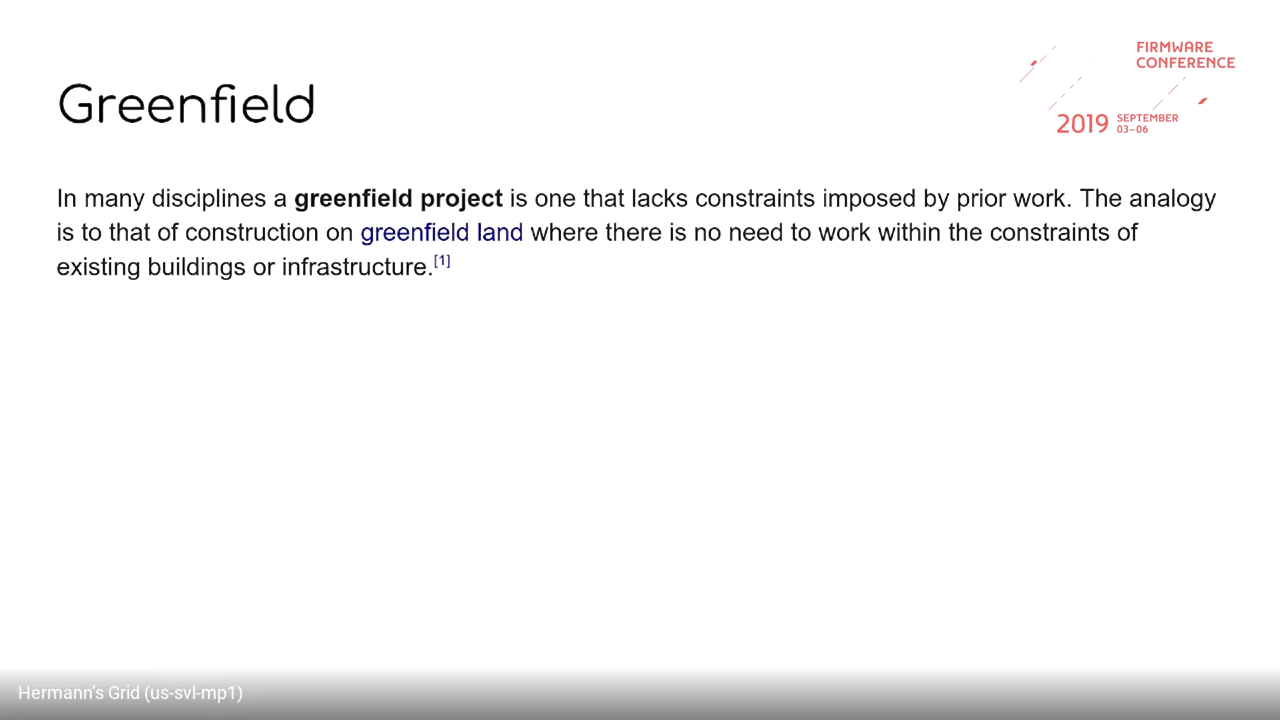 Greenfield
FIRMWARE
CONFERENCE
2019 SEPTEMBER
03–06
In many disciplines a greenfield project is one that lacks constraints imposed by prior work. The analogy
is to that of construction on greenfield land where there is no need to work within the constraints of
existing buildings or infrastructure.[1]
Hermann's Grid (us-svl-mp1)